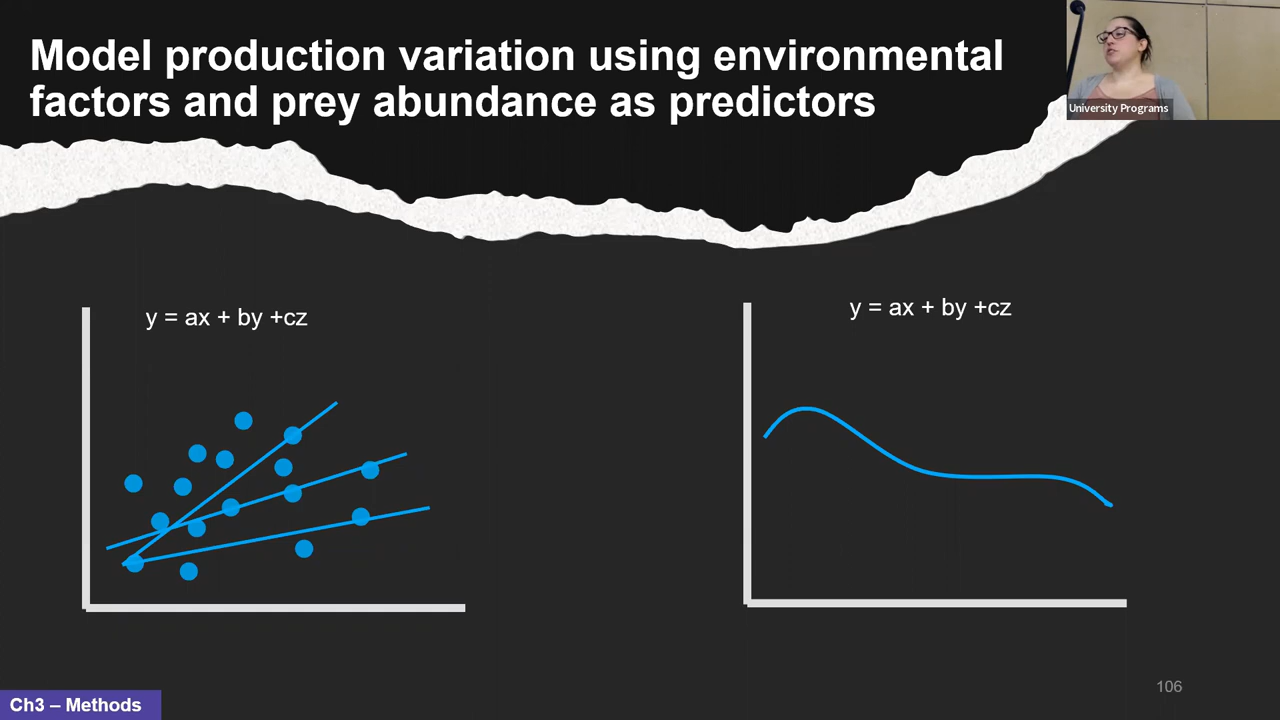 Model production variation using environmental
factors and prey abundance as predictors
University Programs
y = ax + by +cz
y = ax + by +cz
106
Ch3 – Methods